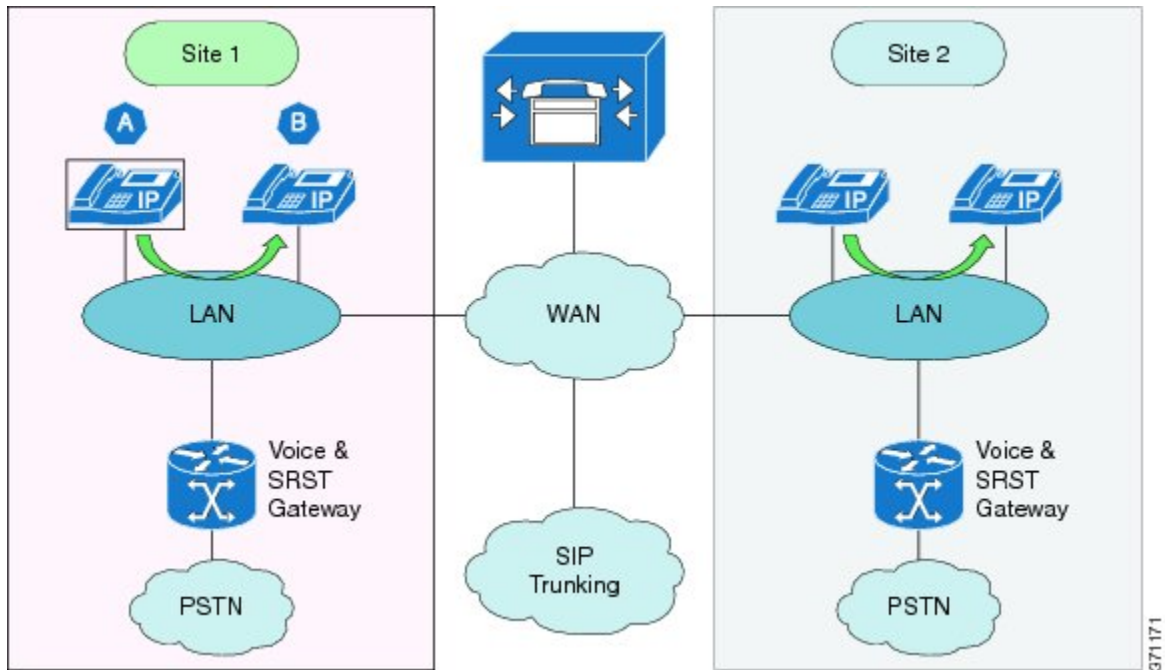 Site 1
A
B
IP
IP
LAN
Voice &
SRST
Gateway
PSTN
WAN
SIP
Trunking
Site 2
IP
IP
LAN
Voice &
SRST
Gateway
PSTN
371171